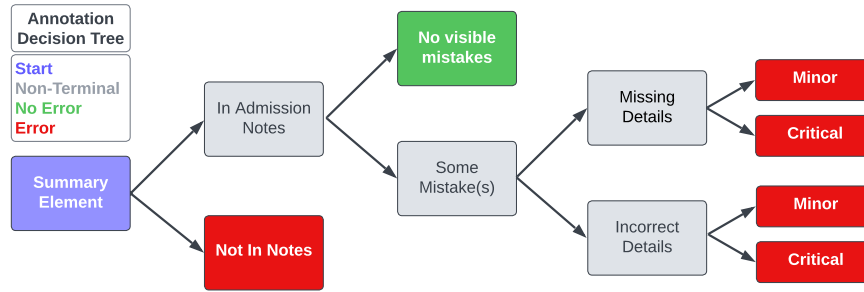 Annotation
Decision Tree
Start
Non-Terminal
No Error
Error
Summary
Element
In Admission
Notes
Not In Notes
No visible
mistakes
Some
Mistake(s)
Missing
Details
Incorrect
Details
Minor
Critical
Minor
Critical